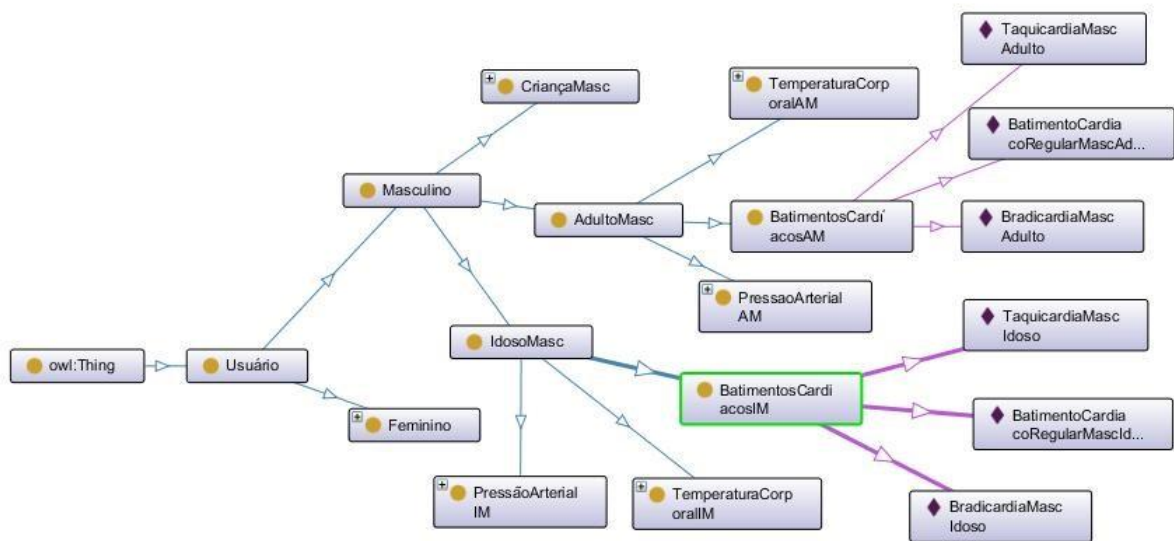 TaquicardiaMasc
Adulto
CriançaMasc
TemperaturaCorp
oralAM
BatimentoCardia
coRegularMascAd...
Masculino
AdultoMasc
BatimentosCardí
acosAM
BradicardiaMasc
Adulto
PressaoArterial
AM
TaquicardiaMasc
Idoso
IdosoMasc
owl:Thing
Usuário
BatimentosCardi
acosIM
Feminino
BatimentoCardia
coRegularMascId...
PressãoArterial
IM
TemperaturaCorp
oralIM
BradicardiaMasc
Idoso